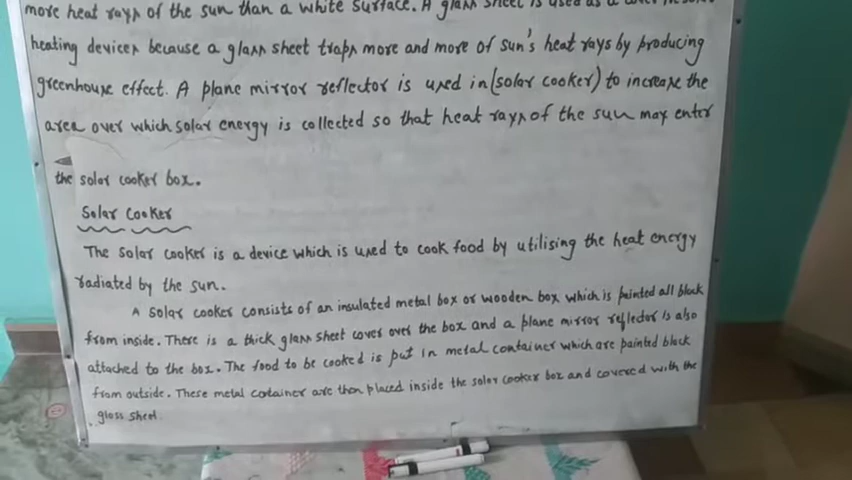 more heat rays of the sun than a white surface. A glass sheet is used as a cover in solar
heating devices because a glass sheet traps more and more of sun's heat rays by producing
greenhouse effect. A plane mirror reflector is used in (solar cooker) to increase the
area over which solar energy is collected so that heat rays of the sun may enter
the solar cooker box.
Solar Cooker
The solar cooker is a device which is used to cook food by utilising the heat energy
radiated by the sun.
A solar cooker consists of an insulated metal box or wooden box which is painted all black
from inside. There is a thick glass sheet cover over the box and a plane mirror reflector is also
attached to the box. The food to be cooked is put in metal container which are painted black
from outside. These metal container are then placed inside the solar cooker box and covered with the
glass sheet.